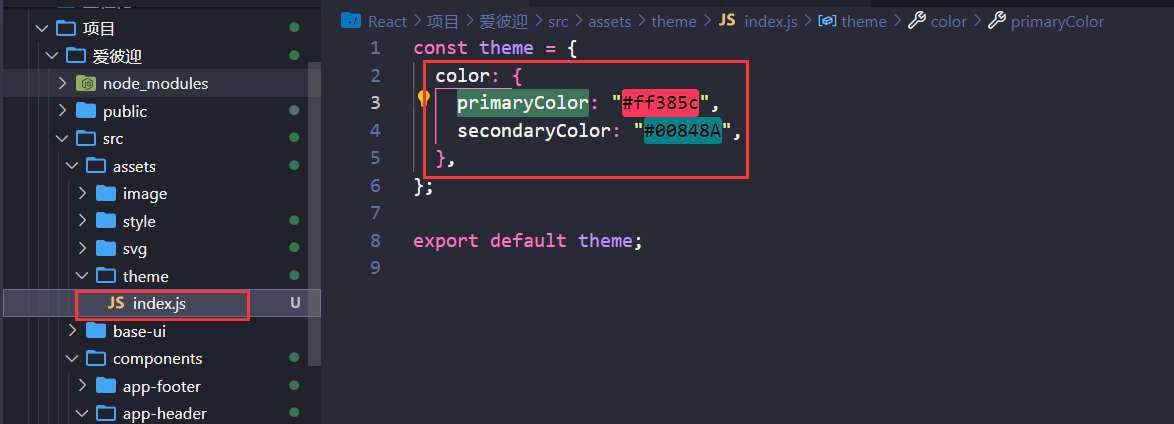 项目
爱彼迎
node_modules
public
src
assets
image
style
svg
theme
JS index.js U
base-ui
components
app-footer
app-header
React > 项目 > 爱彼迎 > src > assets > theme > JS index.js > theme > color > primaryColor
1 const theme = {
2 color: {
3 primaryColor: "#ff385c",
4 secondaryColor: "#00848A",
5 },
6 };
7
8 export default theme;
9